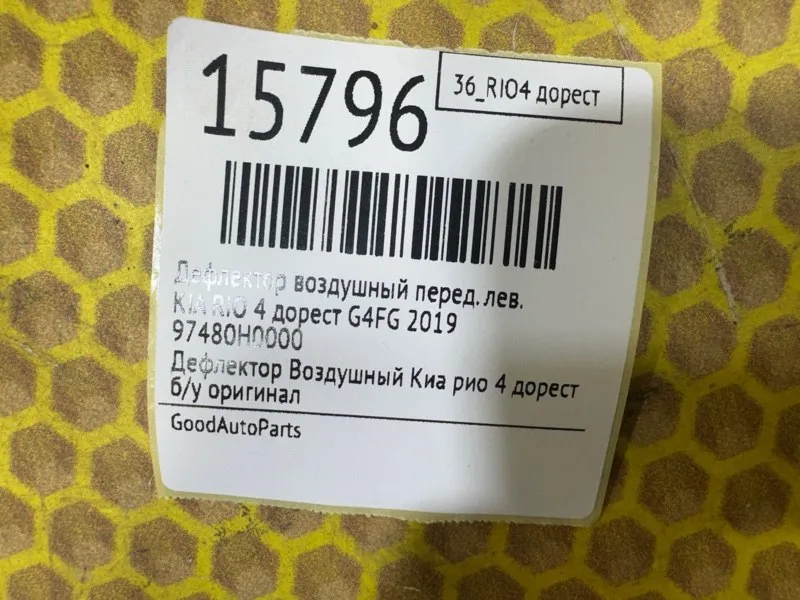 15796
36_RIO4 дорест
Дефлектор воздушный перед. лев.
KIA RIO 4 дорест G4FG 2019
97480H0000
Дефлектор Воздушный Киа рио 4 дорест
б/у оригинал
GoodAutoParts